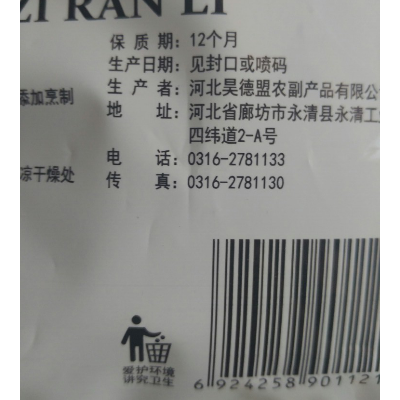 ZI RAN LI
保 质 期：12个月
生产日期：见封口或喷码
生 产 者：河北昊德盟农副产品有限公
添加烹制
地 址：河北省廊坊市永清县永清工
四纬道2-A号
电 话：0316-2781133
凉干燥处
传 真：0316-2781130
爱护环境
讲究卫生
6 924258 901121